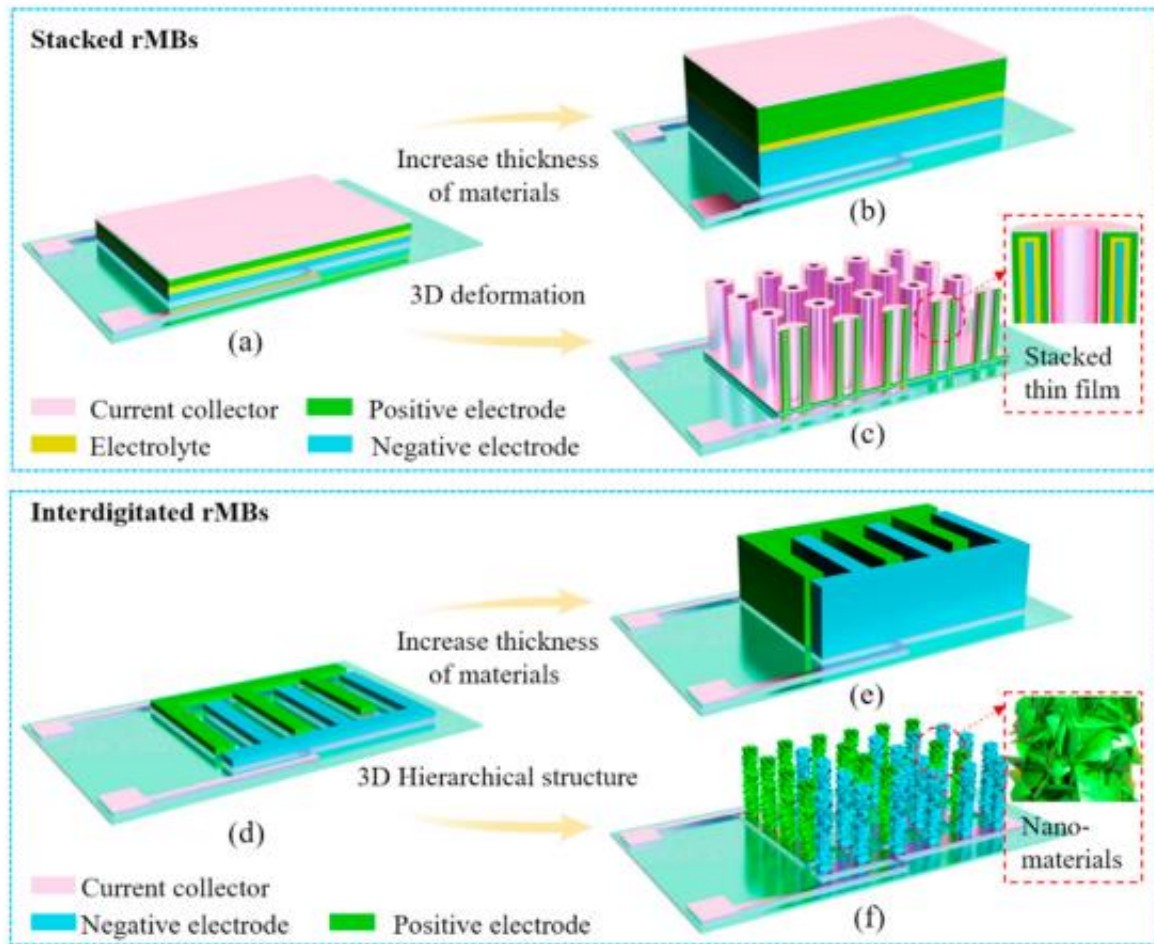 Stacked rMBs
Increase thickness
of materials
(b)
3D deformation
(a)
Stacked
thin film
(c)
Current collector
Positive electrode
Electrolyte
Negative electrode
Interdigitated rMBs
Increase thickness
of materials
(e)
3D Hierarchical structure
(d)
Nano-
materials
(f)
Current collector
Negative electrode
Positive electrode